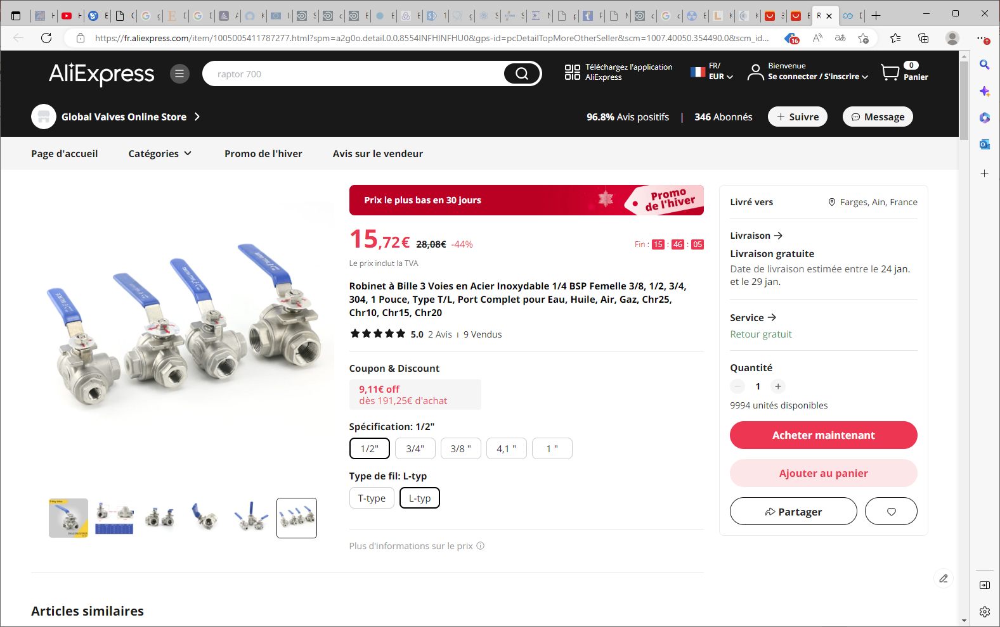 https://fr.aliexpress.com/item/1005005411787277.html?spm=a2g0o.detail.0.0.8554INFHINFHU0&gps-id=pcDetailTopMoreOtherSeller&scm=1007.40050.354490.0&scm_id...
16
1
AliExpress
raptor 700
Téléchargez l'application
AliExpress
FR/
EUR
Bienvenue
Se connecter / S'inscrire
0
Panier
Global Valves Online Store
96.8% Avis positifs | 346 Abonnés
+ Suivre
Message
Page d'accueil
Catégories
Promo de l'hiver
Avis sur le vendeur
Prix le plus bas en 30 jours
Promo
de l'hiver
15,72€ 28,08€ -44%
Fin : 15 : 46 : 05
Le prix inclut la TVA
Robinet à Bille 3 Voies en Acier Inoxydable 1/4 BSP Femelle 3/8, 1/2, 3/4,
304, 1 Pouce, Type T/L, Port Complet pour Eau, Huile, Air, Gaz, Chr25,
Chr10, Chr15, Chr20
5.0 2 Avis | 9 Vendus
Coupon & Discount
9,11€ off
dès 191,25€ d'achat
Spécification: 1/2"
1/2" 3/4" 3/8 " 4,1 " 1 "
Type de fil: L-typ
T-type L-typ
Plus d'informations sur le prix
Livré vers
Farges, Ain, France
Livraison
Livraison gratuite
Date de livraison estimée entre le 24 jan.
et le 29 jan.
Service
Retour gratuit
Quantité
− 1 +
9994 unités disponibles
Acheter maintenant
Ajouter au panier
Partager
Articles similaires